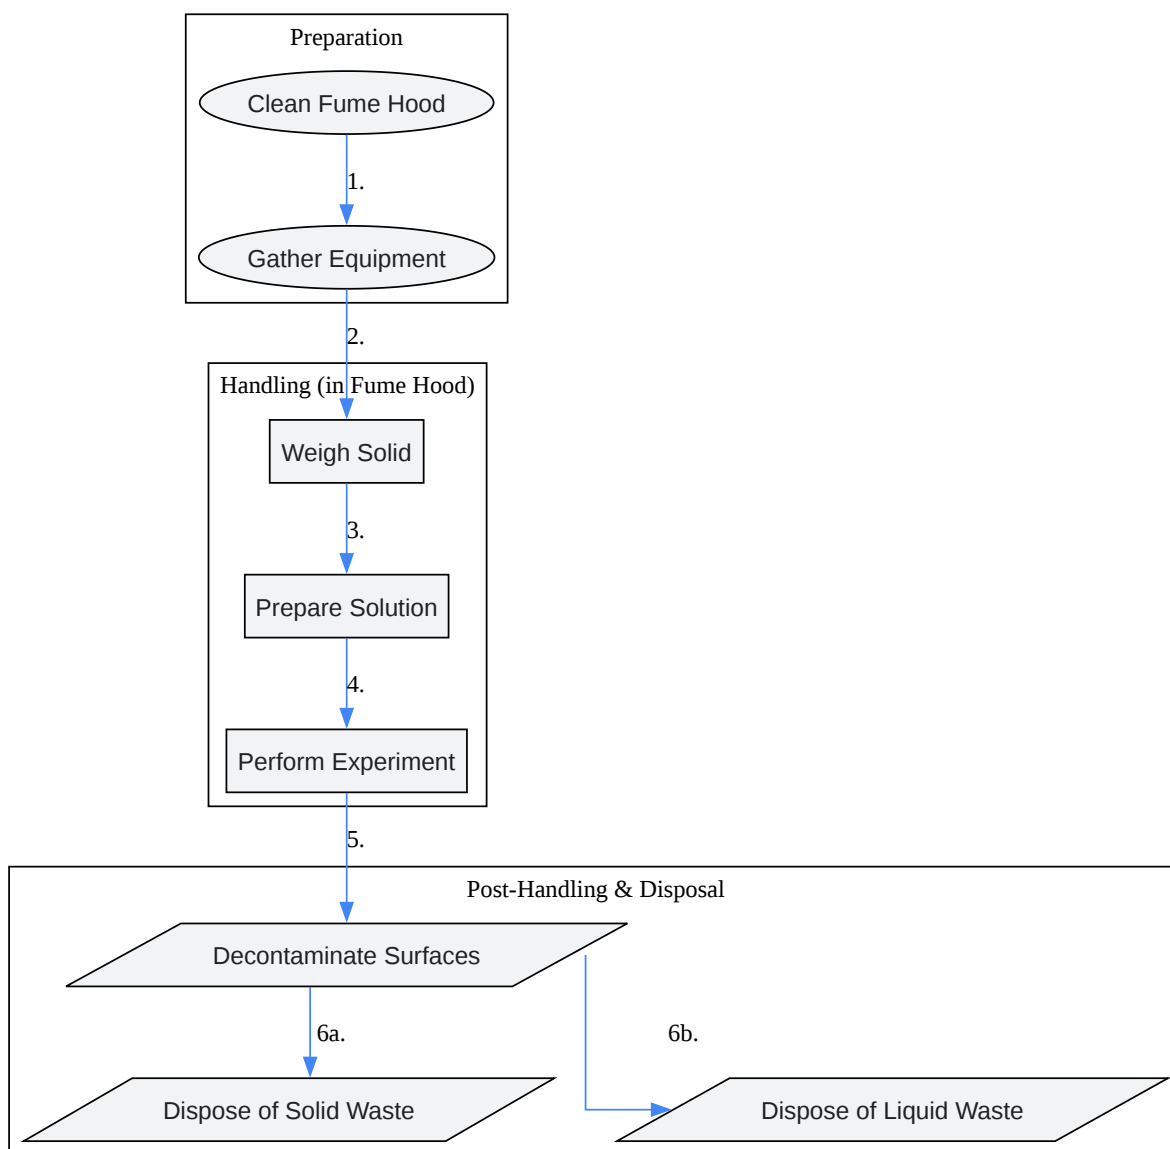 Preparation
Clean Fume Hood
1.
Gather Equipment
2.
Handling (in Fume Hood)
Weigh Solid
3.
Prepare Solution
4.
Perform Experiment
5.
Post-Handling & Disposal
Decontaminate Surfaces
6a.
6b.
Dispose of Solid Waste
Dispose of Liquid Waste